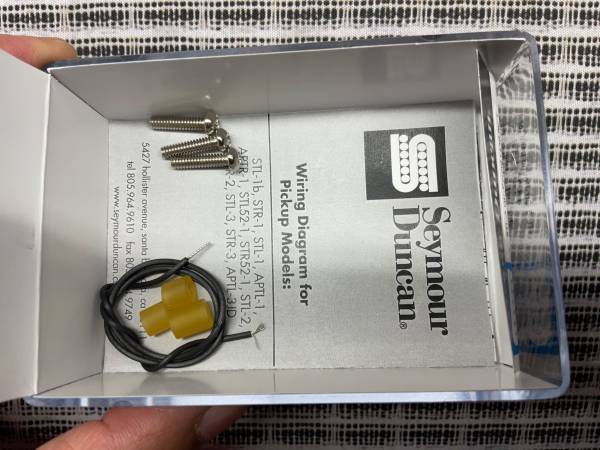 Seymour
Duncan®
Wiring Diagram for
Pickup Models:
STL-1b, STR-1, STL-1, APTL-1,
APTR-1, STL52-1, STR52-1, STL-2,
STL-3, STR-3, APTL-3JD
5427 hollister avenue, santa
tel 805.964.9610 fax
www.seymourduncan.